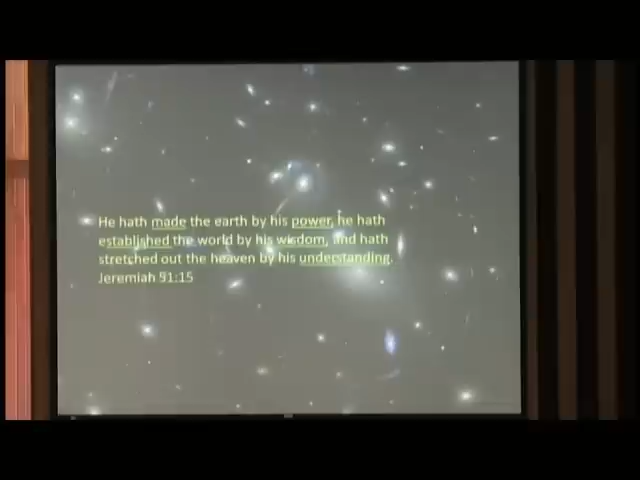 He hath made the earth by his power, he hath
established the world by his wisdom, and hath
stretched out the heaven by his understanding.
Jeremiah 51:15